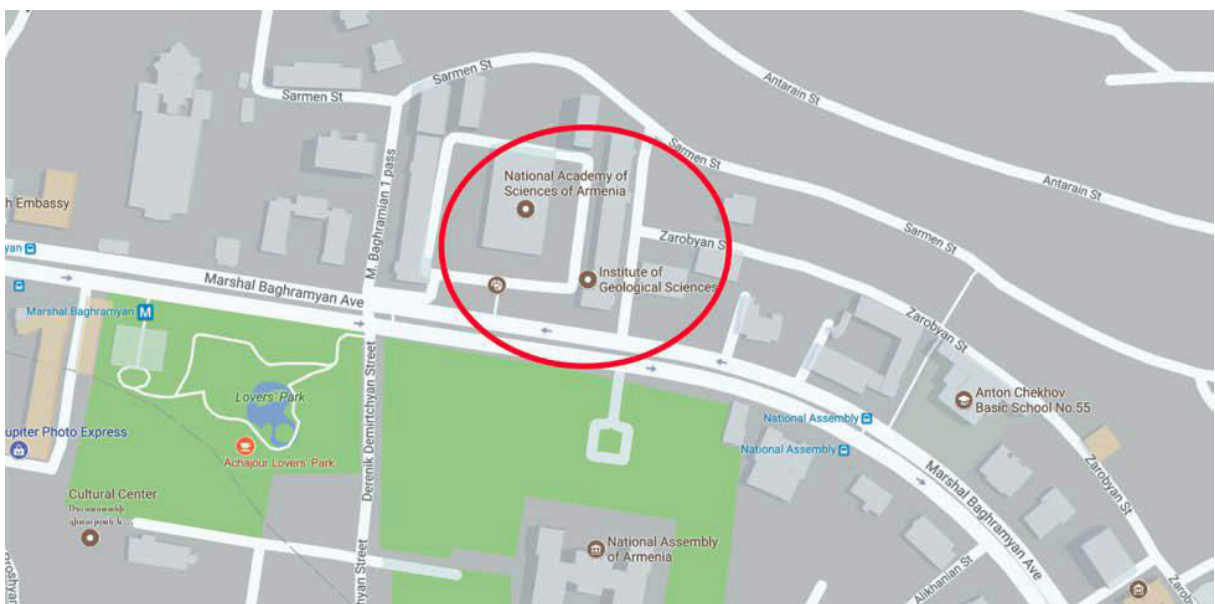 Sarmen St
Sarmen St
Antarain St
Sarmen St
Antarain St
National Academy of
Sciences of Armenia
M. Baghramian 1 pass
h Embassy
Zarobyan S
Sarmen St
yan
Institute of
Geological Sciences
Marshal Baghramyan Ave
Marshal Baghramyan
M
Zarobyan St
Lovers' Park
Derenik Demirtchyan Street
Anton Chekhov
Basic School No.55
National Assembly
upiter Photo Express
National Assembly
Achajour Lovers' Park
Marshal Baghramyan Ave
Zarobyan St
Cultural Center
National Assembly
of Armenia
hyan Street
Alikhanian St
Zarobyan St